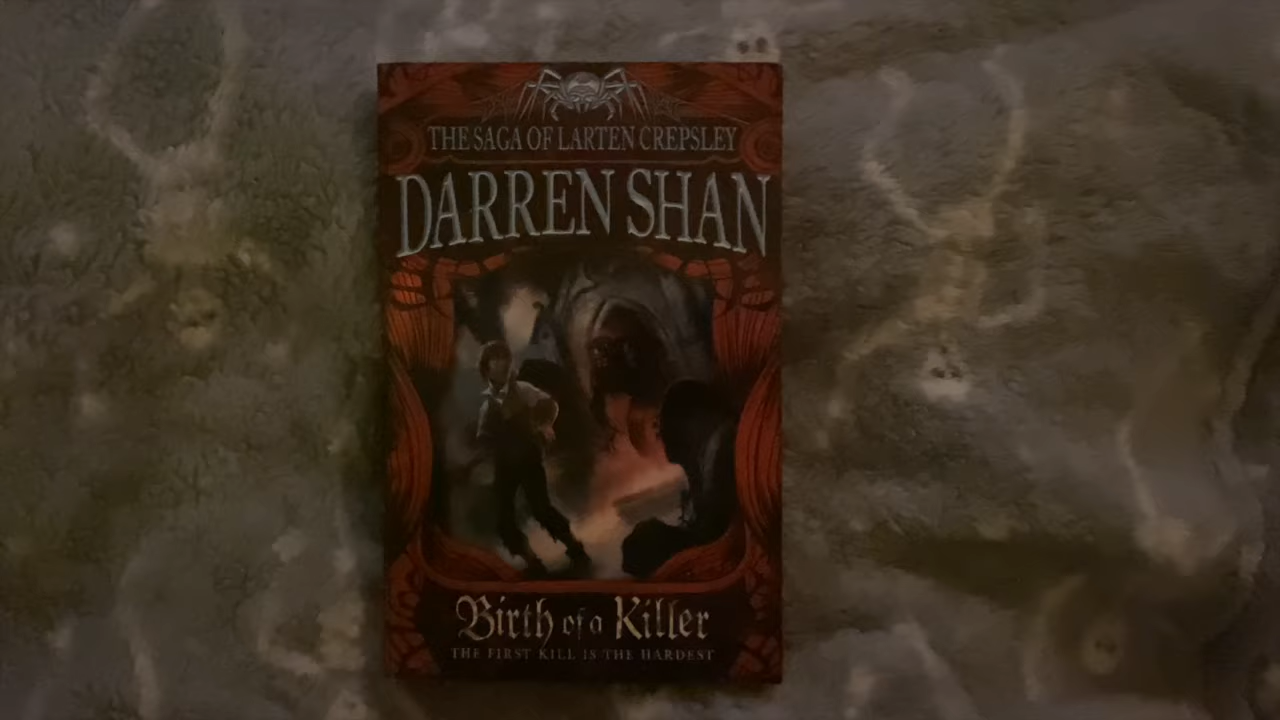 THE SAGA OF LARTEN CREPSLEY
DARREN SHAN
Birth of a Killer
THE FIRST KILL IS THE HARDEST